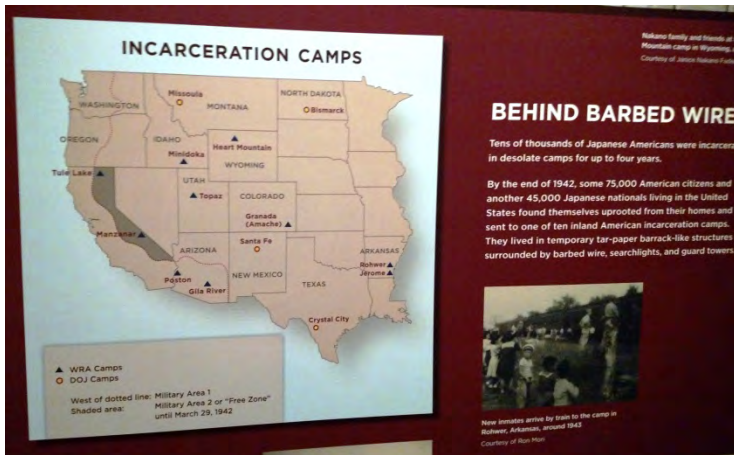 INCARCERATION CAMPS
WASHINGTON
Missoula
MONTANA
NORTH DAKOTA
Bismarck
OREGON
IDAHO
Heart Mountain
Minidoka
WYOMING
Tule Lake
UTAH
Topaz
COLORADO
Granada
(Amache)
Manzanar
ARIZONA
Santa Fe
ARKANSAS
Rohwer
Jerome
Poston
Gila River
NEW MEXICO
TEXAS
Crystal City
WRA Camps
DOJ Camps
West of dotted line: Military Area 1
Shaded area: Military Area 2 or "Free Zone"
until March 29, 1942
Nakano family and friends at
Mountain camp in Wyoming,
Courtesy of Janice Nakano
BEHIND BARBED WIRE
Tens of thousands of Japanese Americans were incarcera
in desolate camps for up to four years.
By the end of 1942, some 75,000 American citizens and
another 45,000 Japanese nationals living in the United
States found themselves uprooted from their homes and
sent to one of ten inland American incarceration camps.
They lived in temporary tar-paper barrack-like structures
surrounded by barbed wire, searchlights, and guard towers
New inmates arrive by train to the camp in
Rohwer, Arkansas, around 1943
Courtesy of Ron Mori